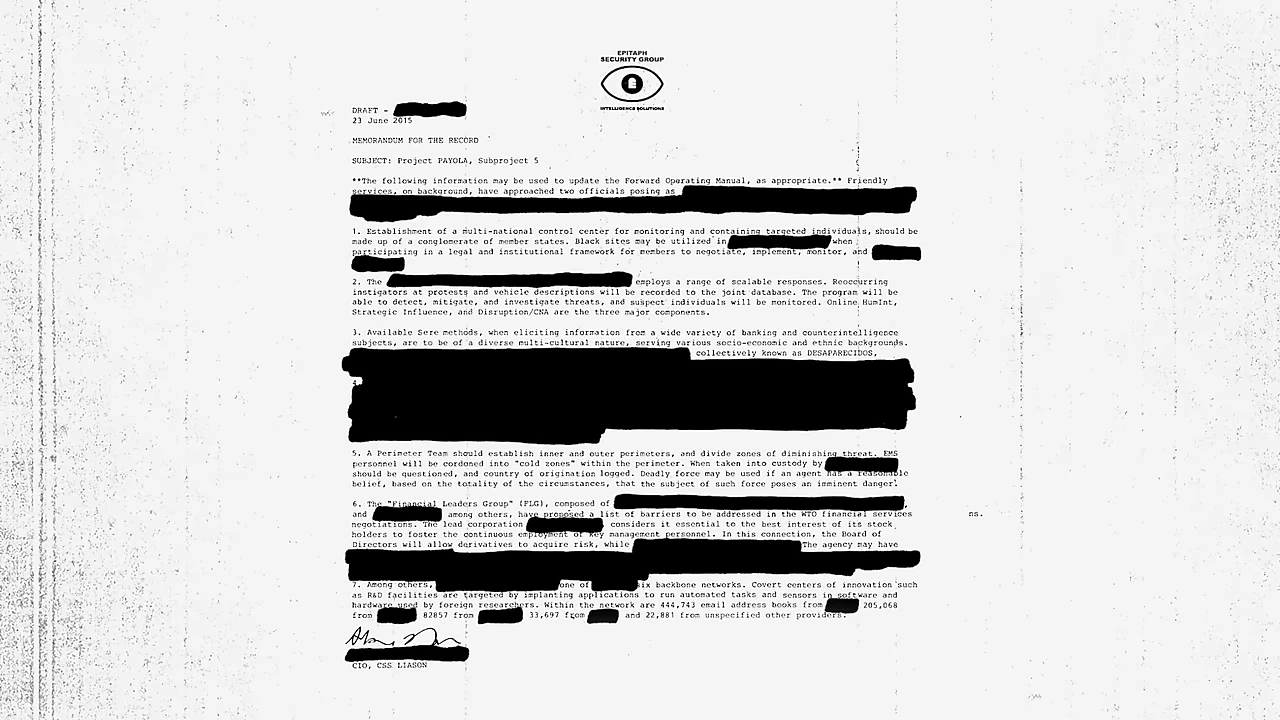 EPITAPH
SECURITY GROUP
E
INTELLIGENCE SOLUTIONS
DRAFT -
23 June 2015
MEMORANDUM FOR THE RECORD
SUBJECT: Project PAYOLA, Subproject 5
**The following information may be used to update the Forward Operating Manual, as appropriate.** Friendly
services, on background, have approached two officials posing as
1. Establishment of a multi-national control center for monitoring and containing targeted individuals, should be
made up of a conglomerate of member states. Black sites may be utilized in when
participating in a legal and institutional framework for members to negotiate, implement, monitor, and
2. The employs a range of scalable responses. Reoccurring
instigators at protests and vehicle descriptions will be recorded to the joint database. The program will be
able to detect, mitigate, and investigate threats, and suspect individuals will be monitored. Online HumInt,
Strategic Influence, and Disruption/CNA are the three major components.
3. Available Sere methods, when eliciting information from a wide variety of banking and counterintelligence
subjects, are to be of a diverse multi-cultural nature, serving various socio-economic and ethnic backgrounds.
collectively known as DESAPARECIDOS,
4
5. A Perimeter Team should establish inner and outer perimeters, and divide zones of diminishing threat. EMS
personnel will be cordoned into "cold zones" within the perimeter. When taken into custody by
should be questioned, and country of origination logged. Deadly force may be used if an agent has a reasonable
belief, based on the totality of the circumstances, that the subject of such force poses an imminent danger.
6. The "Financial Leaders Group" (FLG), composed of ,
and among others, have proposed a list of barriers to be addressed in the WTO financial services ns.
negotiations. The lead corporation considers it essential to the best interest of its stock
holders to foster the continuous employment of key management personnel. In this connection, the Board of
Directors will allow derivatives to acquire risk, while The agency may have
7. Among others, one of six backbone networks. Covert centers of innovation such
as R&D facilities are targeted by implanting applications to run automated tasks and sensors in software and
hardware used by foreign researchers. Within the network are 444,743 email address books from 205,068
from 82857 from 33,697 from and 22,881 from unspecified other providers.
CIO, CSS LIASON